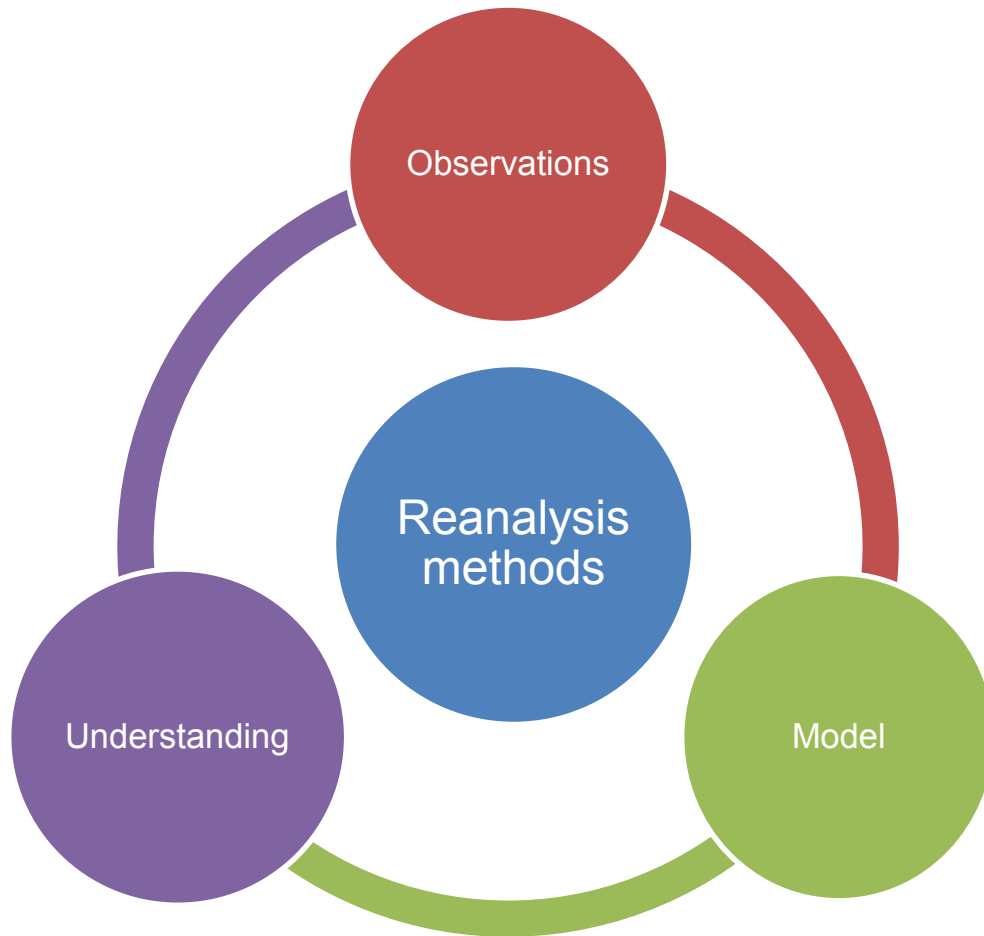 Observations
Reanalysis
methods
Understanding
Model